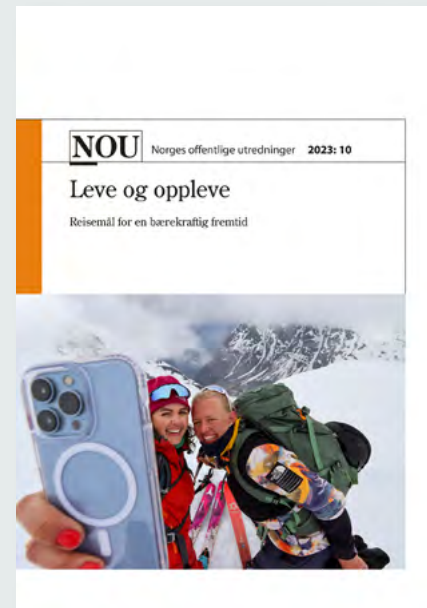 NOU Norges offentlige utredninger 2023: 10
Leve og oppleve
Reisemål for en bærekraftig fremtid